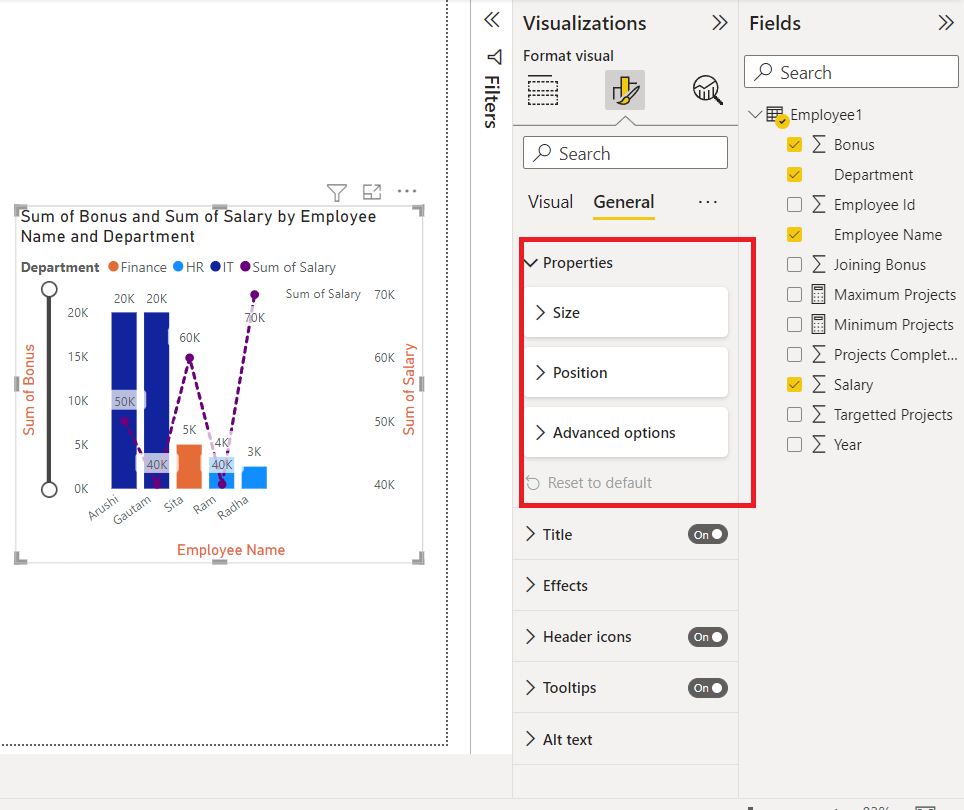 Sum of Bonus and Sum of Salary by Employee
Name and Department
Department Finance HR IT Sum of Salary
Sum of Bonus
20K
15K
10K
5K
0K
20K
20K
50K
40K
60K
5K
4K
40K
70K
3K
Sum of Salary
70K
60K
50K
40K
Sum of Salary
Arushi
Gautam
Sita
Ram
Radha
Employee Name
Filters
Visualizations
Format visual
Search
Visual General
Properties
Size
Position
Advanced options
Reset to default
Title On
Effects
Header icons On
Tooltips On
Alt text
Fields
Search
Employee1
Bonus
Department
Employee Id
Employee Name
Joining Bonus
Maximum Projects
Minimum Projects
Projects Complet...
Salary
Targetted Projects
Year